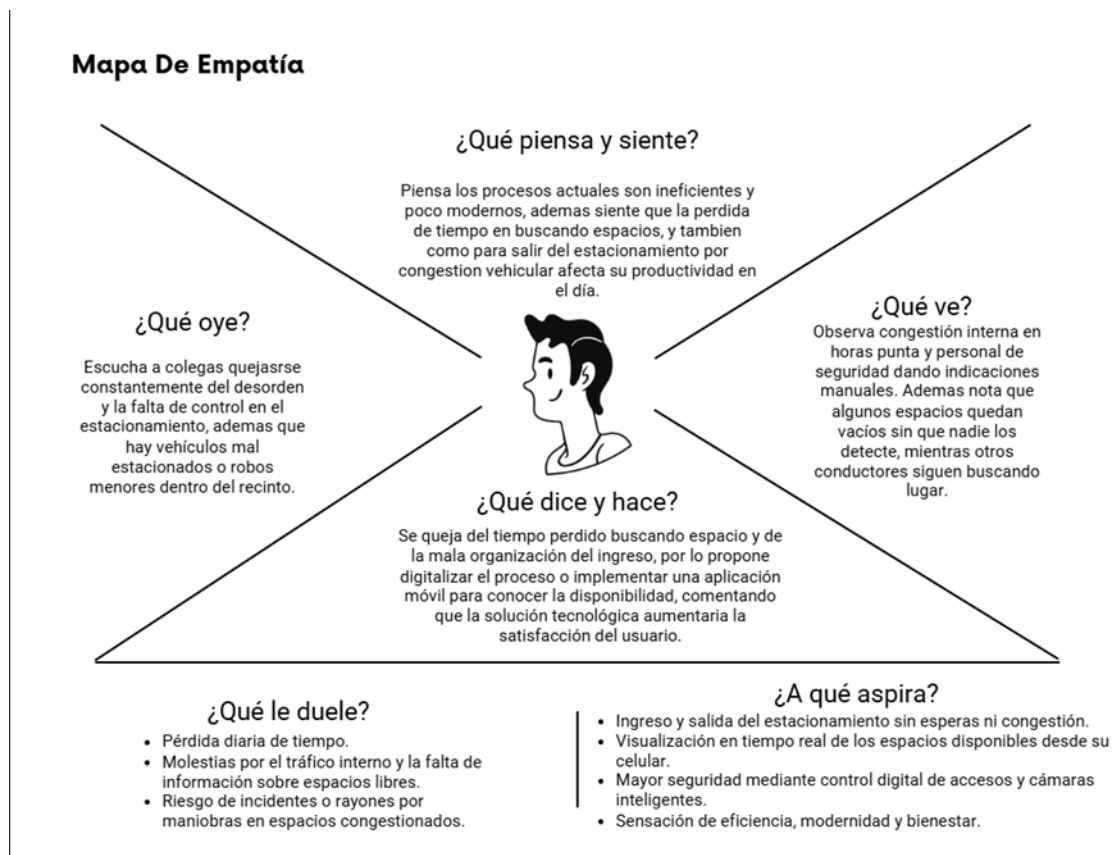 Mapa De Empatía
¿Qué piensa y siente?
Piensa los procesos actuales son ineficientes y
poco modernos, ademas siente que la perdida
de tiempo en buscando espacios, y tambien
como para salir del estacionamiento por
congestion vehicular afecta su productividad en
el día.
¿Qué oye?
Escucha a colegas quejasrse
constantemente del desorden
y la falta de control en el
estacionamiento, ademas que
hay vehículos mal
estacionados o robos
menores dentro del recinto.
¿Qué ve?
Observa congestión interna en
horas punta y personal de
seguridad dando indicaciones
manuales. Ademas nota que
algunos espacios quedan
vacíos sin que nadie los
detecte, mientras otros
conductores siguen buscando
lugar.
¿Qué dice y hace?
Se queja del tiempo perdido buscando espacio y de
la mala organización del ingreso, por lo propone
digitalizar el proceso o implementar una aplicación
móvil para conocer la disponibilidad, comentando
que la solución tecnológica aumentaria la
satisfacción del usuario.
¿Qué le duele?
• Pérdida diaria de tiempo.
• Molestias por el tráfico interno y la falta de
información sobre espacios libres.
• Riesgo de incidentes o rayones por
maniobras en espacios congestionados.
¿A qué aspira?
• Ingreso y salida del estacionamiento sin esperas ni congestión.
• Visualización en tiempo real de los espacios disponibles desde su
celular.
• Mayor seguridad mediante control digital de accesos y cámaras
inteligentes.
• Sensación de eficiencia, modernidad y bienestar.